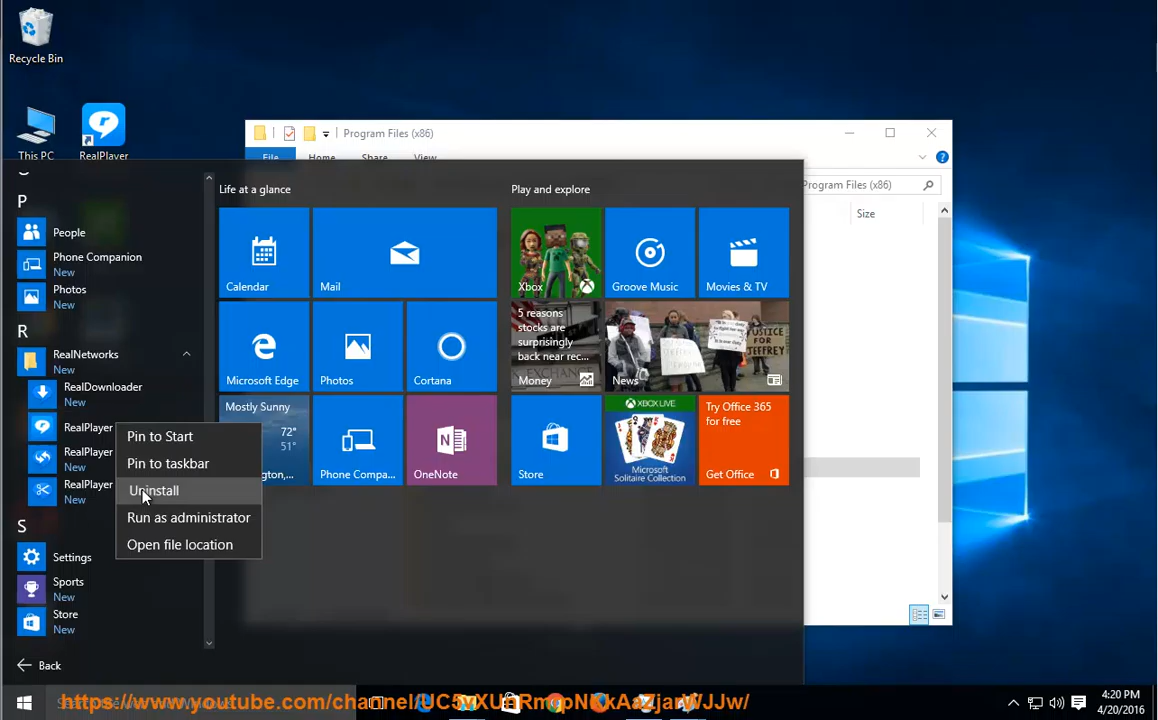 Recycle Bin
This PC
RealPlayer
Program Files (x86)
File Home Share View
Program Files (x86)
Size
P
People
Phone Companion
New
Photos
New
R
RealNetworks
New
RealDownloader
New
RealPlayer
RealPlayer
New
RealPlayer
New
S
Settings
Sports
New
Store
New
Back
Pin to Start
Pin to taskbar
Uninstall
Run as administrator
Open file location
Life at a glance
Calendar
Mail
Microsoft Edge
Photos
Cortana
Mostly Sunny
72°
51°
ngton,...
Phone Compa...
OneNote
Play and explore
Xbox
Groove Music
Movies & TV
5 reasons
stocks are
surprisingly
back near rec...
Money
JUSTICE
FOR
JEFFREY
News
Store
XBOX LIVE
Microsoft
Solitaire Collection
Try Office 365
for free
Get Office
4:20 PM
4/20/2016